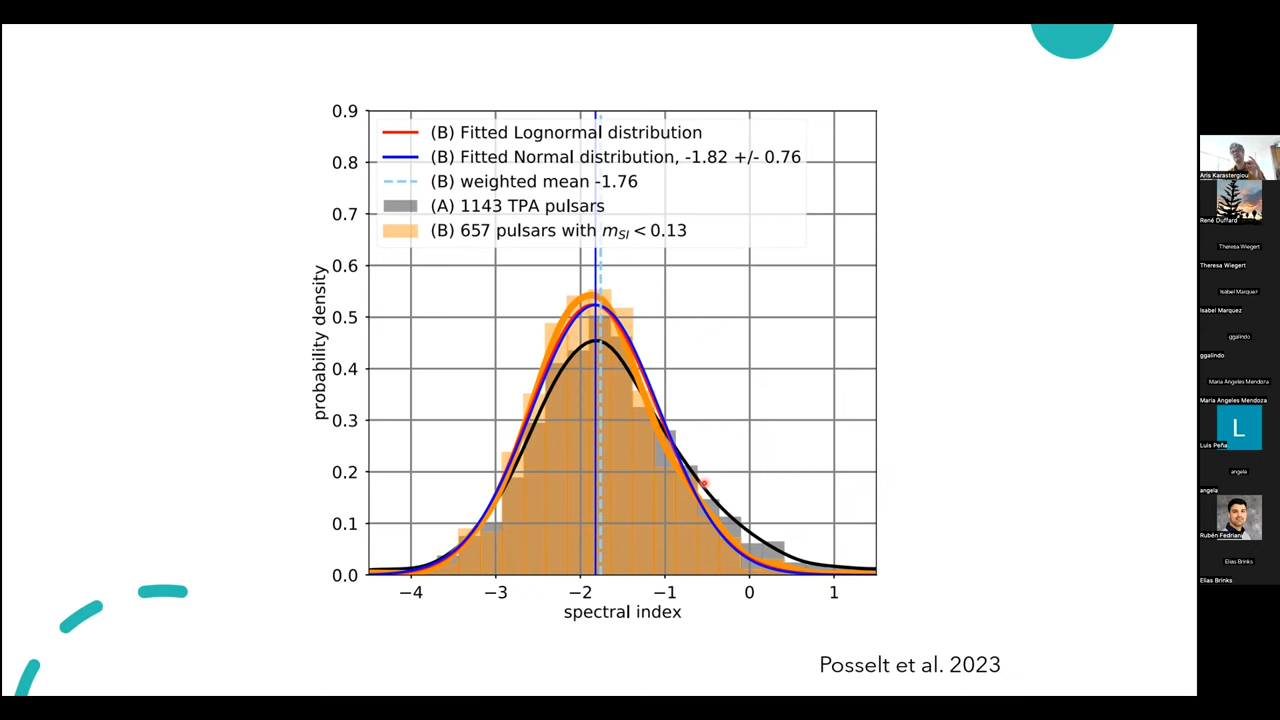 0.9
0.8
0.7
0.6
0.5
0.4
0.3
0.2
0.1
0.0
probability density
(B) Fitted Lognormal distribution
(B) Fitted Normal distribution, -1.82 +/- 0.76
(B) weighted mean -1.76
(A) 1143 TPA pulsars
(B) 657 pulsars with mSI < 0.13
−4 −3 −2 −1 0 1
spectral index
Posselt et al. 2023
Aris Karastergiou
René Duffard
Theresa Wiegert
Theresa Wiegert
Isabel Marquez
Isabel Marquez
ggalindo
ggalindo
Maria Angeles Mendoza
Maria Angeles Mendoza
L
Luis Peña
angela
angela
Rubén Fedriani
Elias Brinks
Elias Brinks